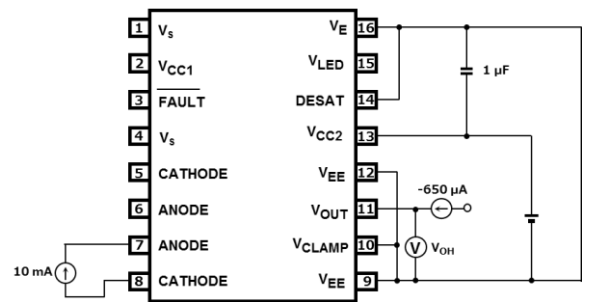 1 Vs VE 16
2 VCC1 VLED 15
1 µF
3 FAULT DESAT 14
4 Vs VCC2 13
5 CATHODE VEE 12
-650 µA
6 ANODE VOUT 11
7 ANODE VCLAMP 10
V VOH
10 mA
8 CATHODE VEE 9